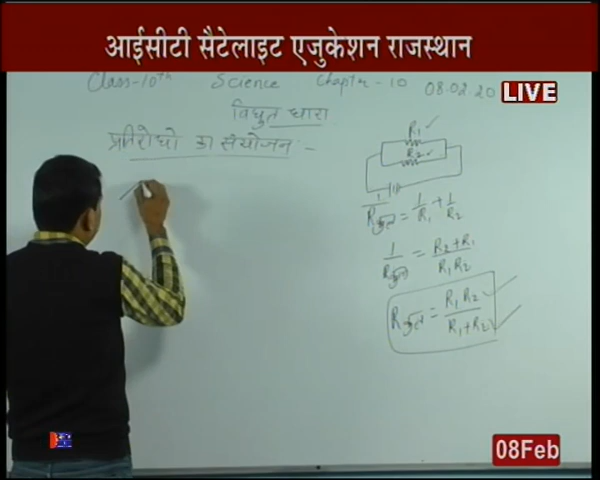 आईसीटी सैटेलाइट एजुकेशन राजस्थान
LIVE
Class-10th Science Chapter-10 08.02.20
विधुत धारा
प्रतिरोधो का संयोजन:-
R₁ ✓
R₂ ✓
1/Rकुल = 1/R₁ + 1/R₂
1/Rकुल = R₂+R₁/R₁R₂
Rकुल = R₁R₂/R₁+R₂
08Feb